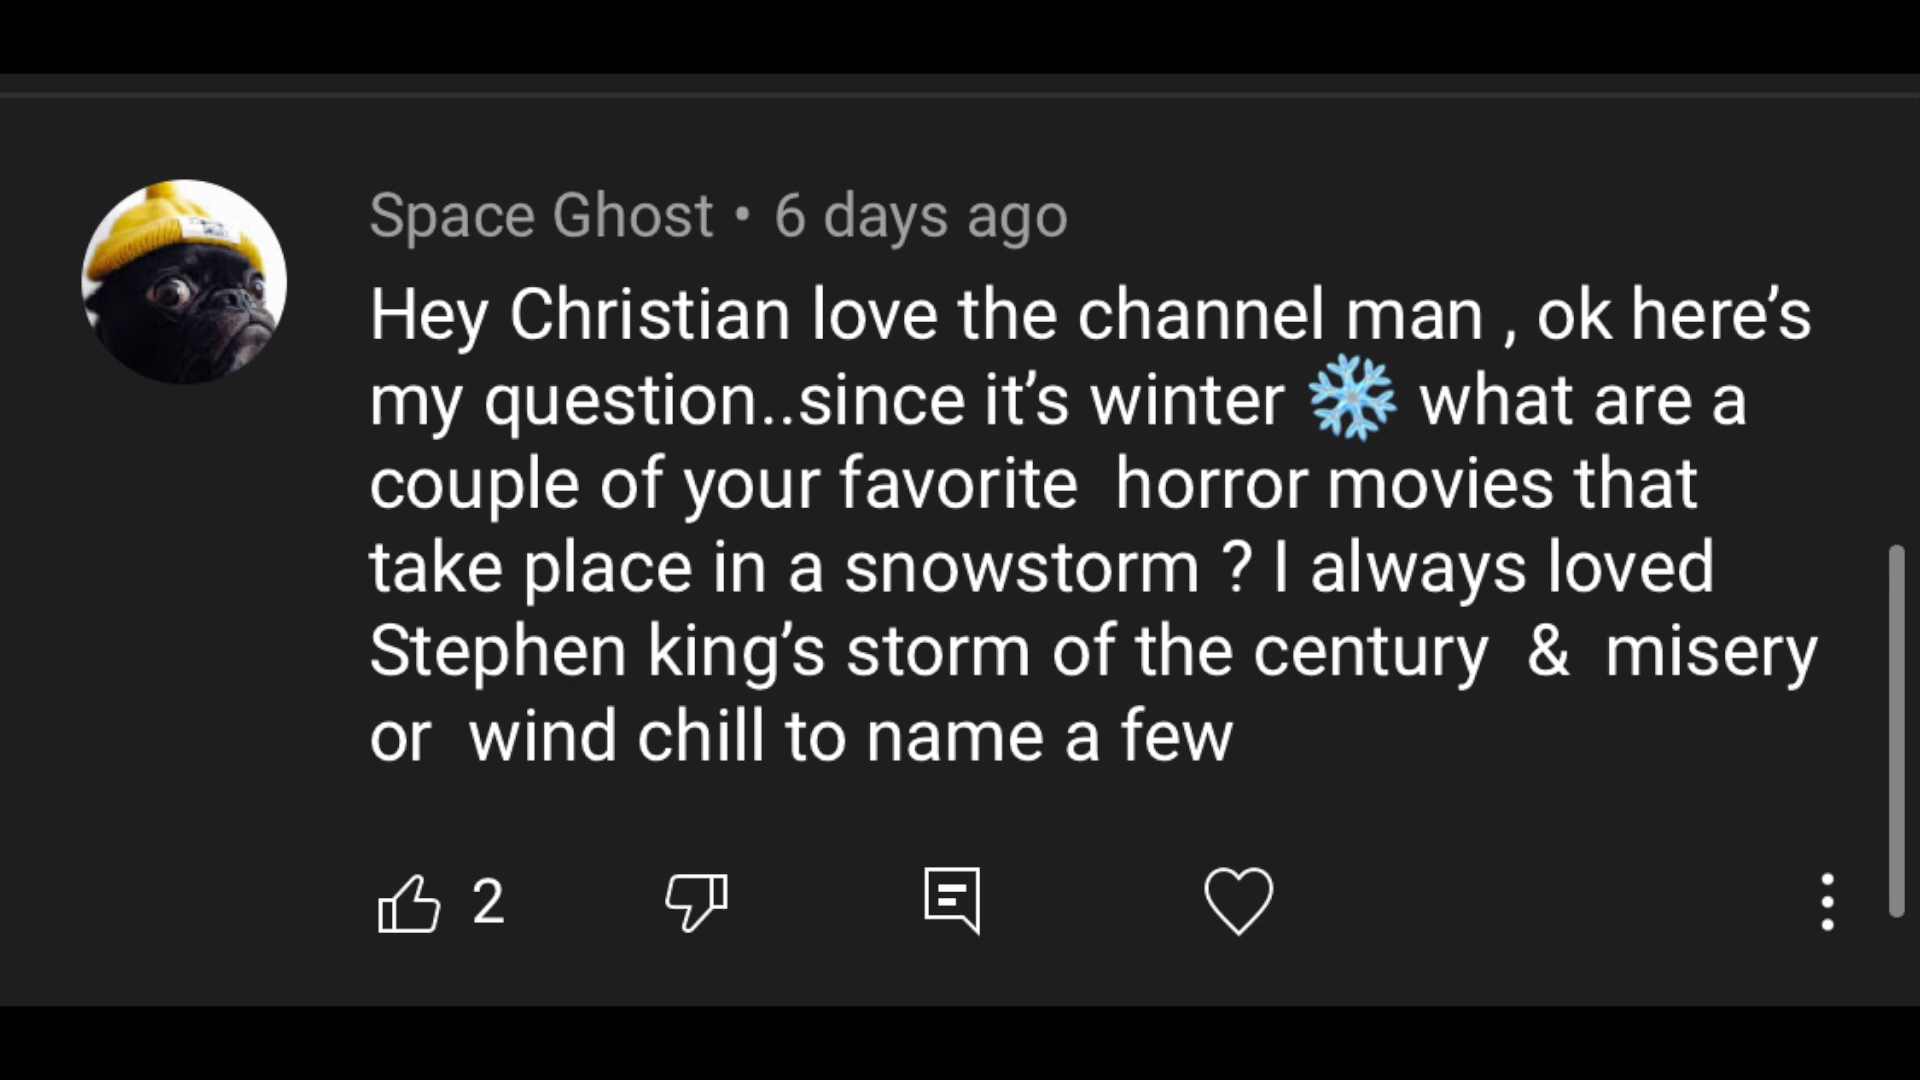 Space Ghost • 6 days ago
Hey Christian love the channel man , ok here’s
my question..since it’s winter ❄️ what are a
couple of your favorite  horror movies that
take place in a snowstorm ? I always loved
Stephen king’s storm of the century  &  misery
or  wind chill to name a few
2